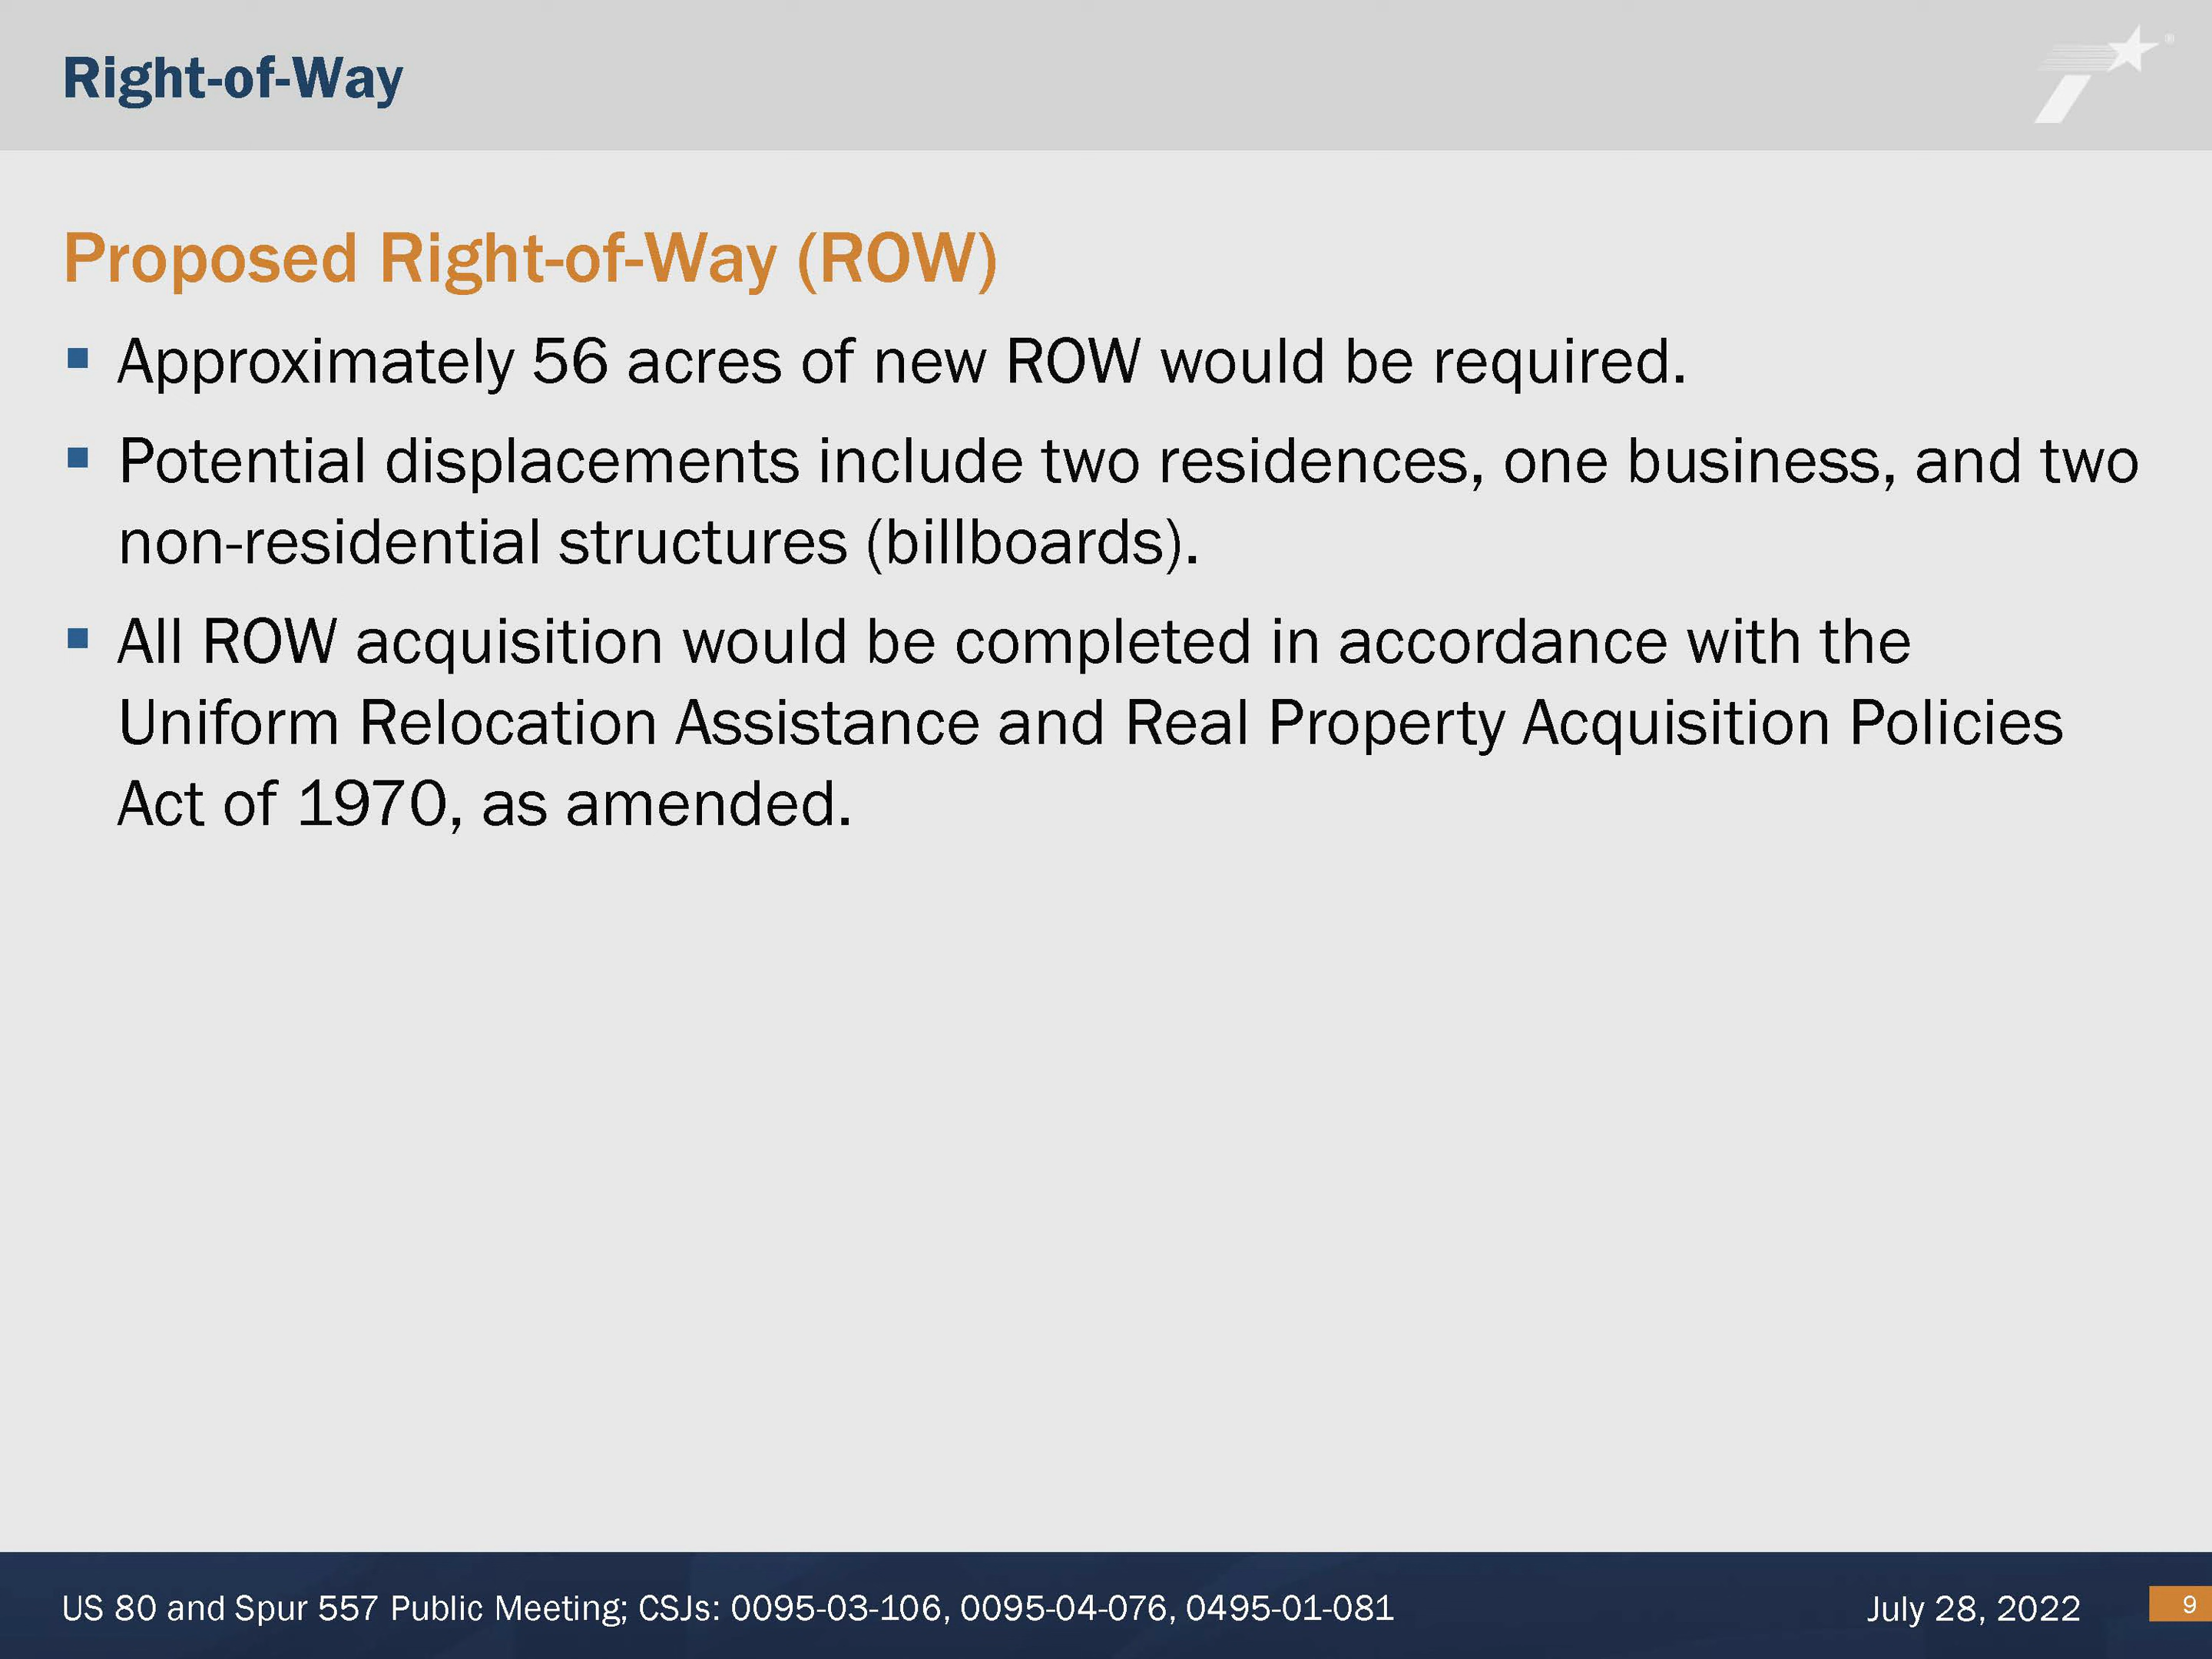 Right-of-Way
Proposed Right-of-Way (ROW)
▪ Approximately 56 acres of new ROW would be required.
▪ Potential displacements include two residences, one business, and two
non-residential structures (billboards).
▪ All ROW acquisition would be completed in accordance with the
Uniform Relocation Assistance and Real Property Acquisition Policies
Act of 1970, as amended.
US 80 and Spur 557 Public Meeting; CSJs: 0095-03-106, 0095-04-076, 0495-01-081
July 28, 2022
9